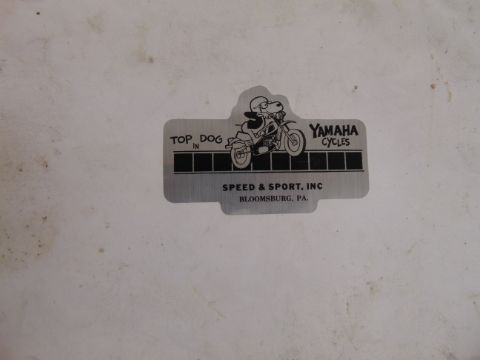 TOP DOG
IN
YAMAHA
CYCLES
SPEED & SPORT, INC
BLOOMSBURG, PA.